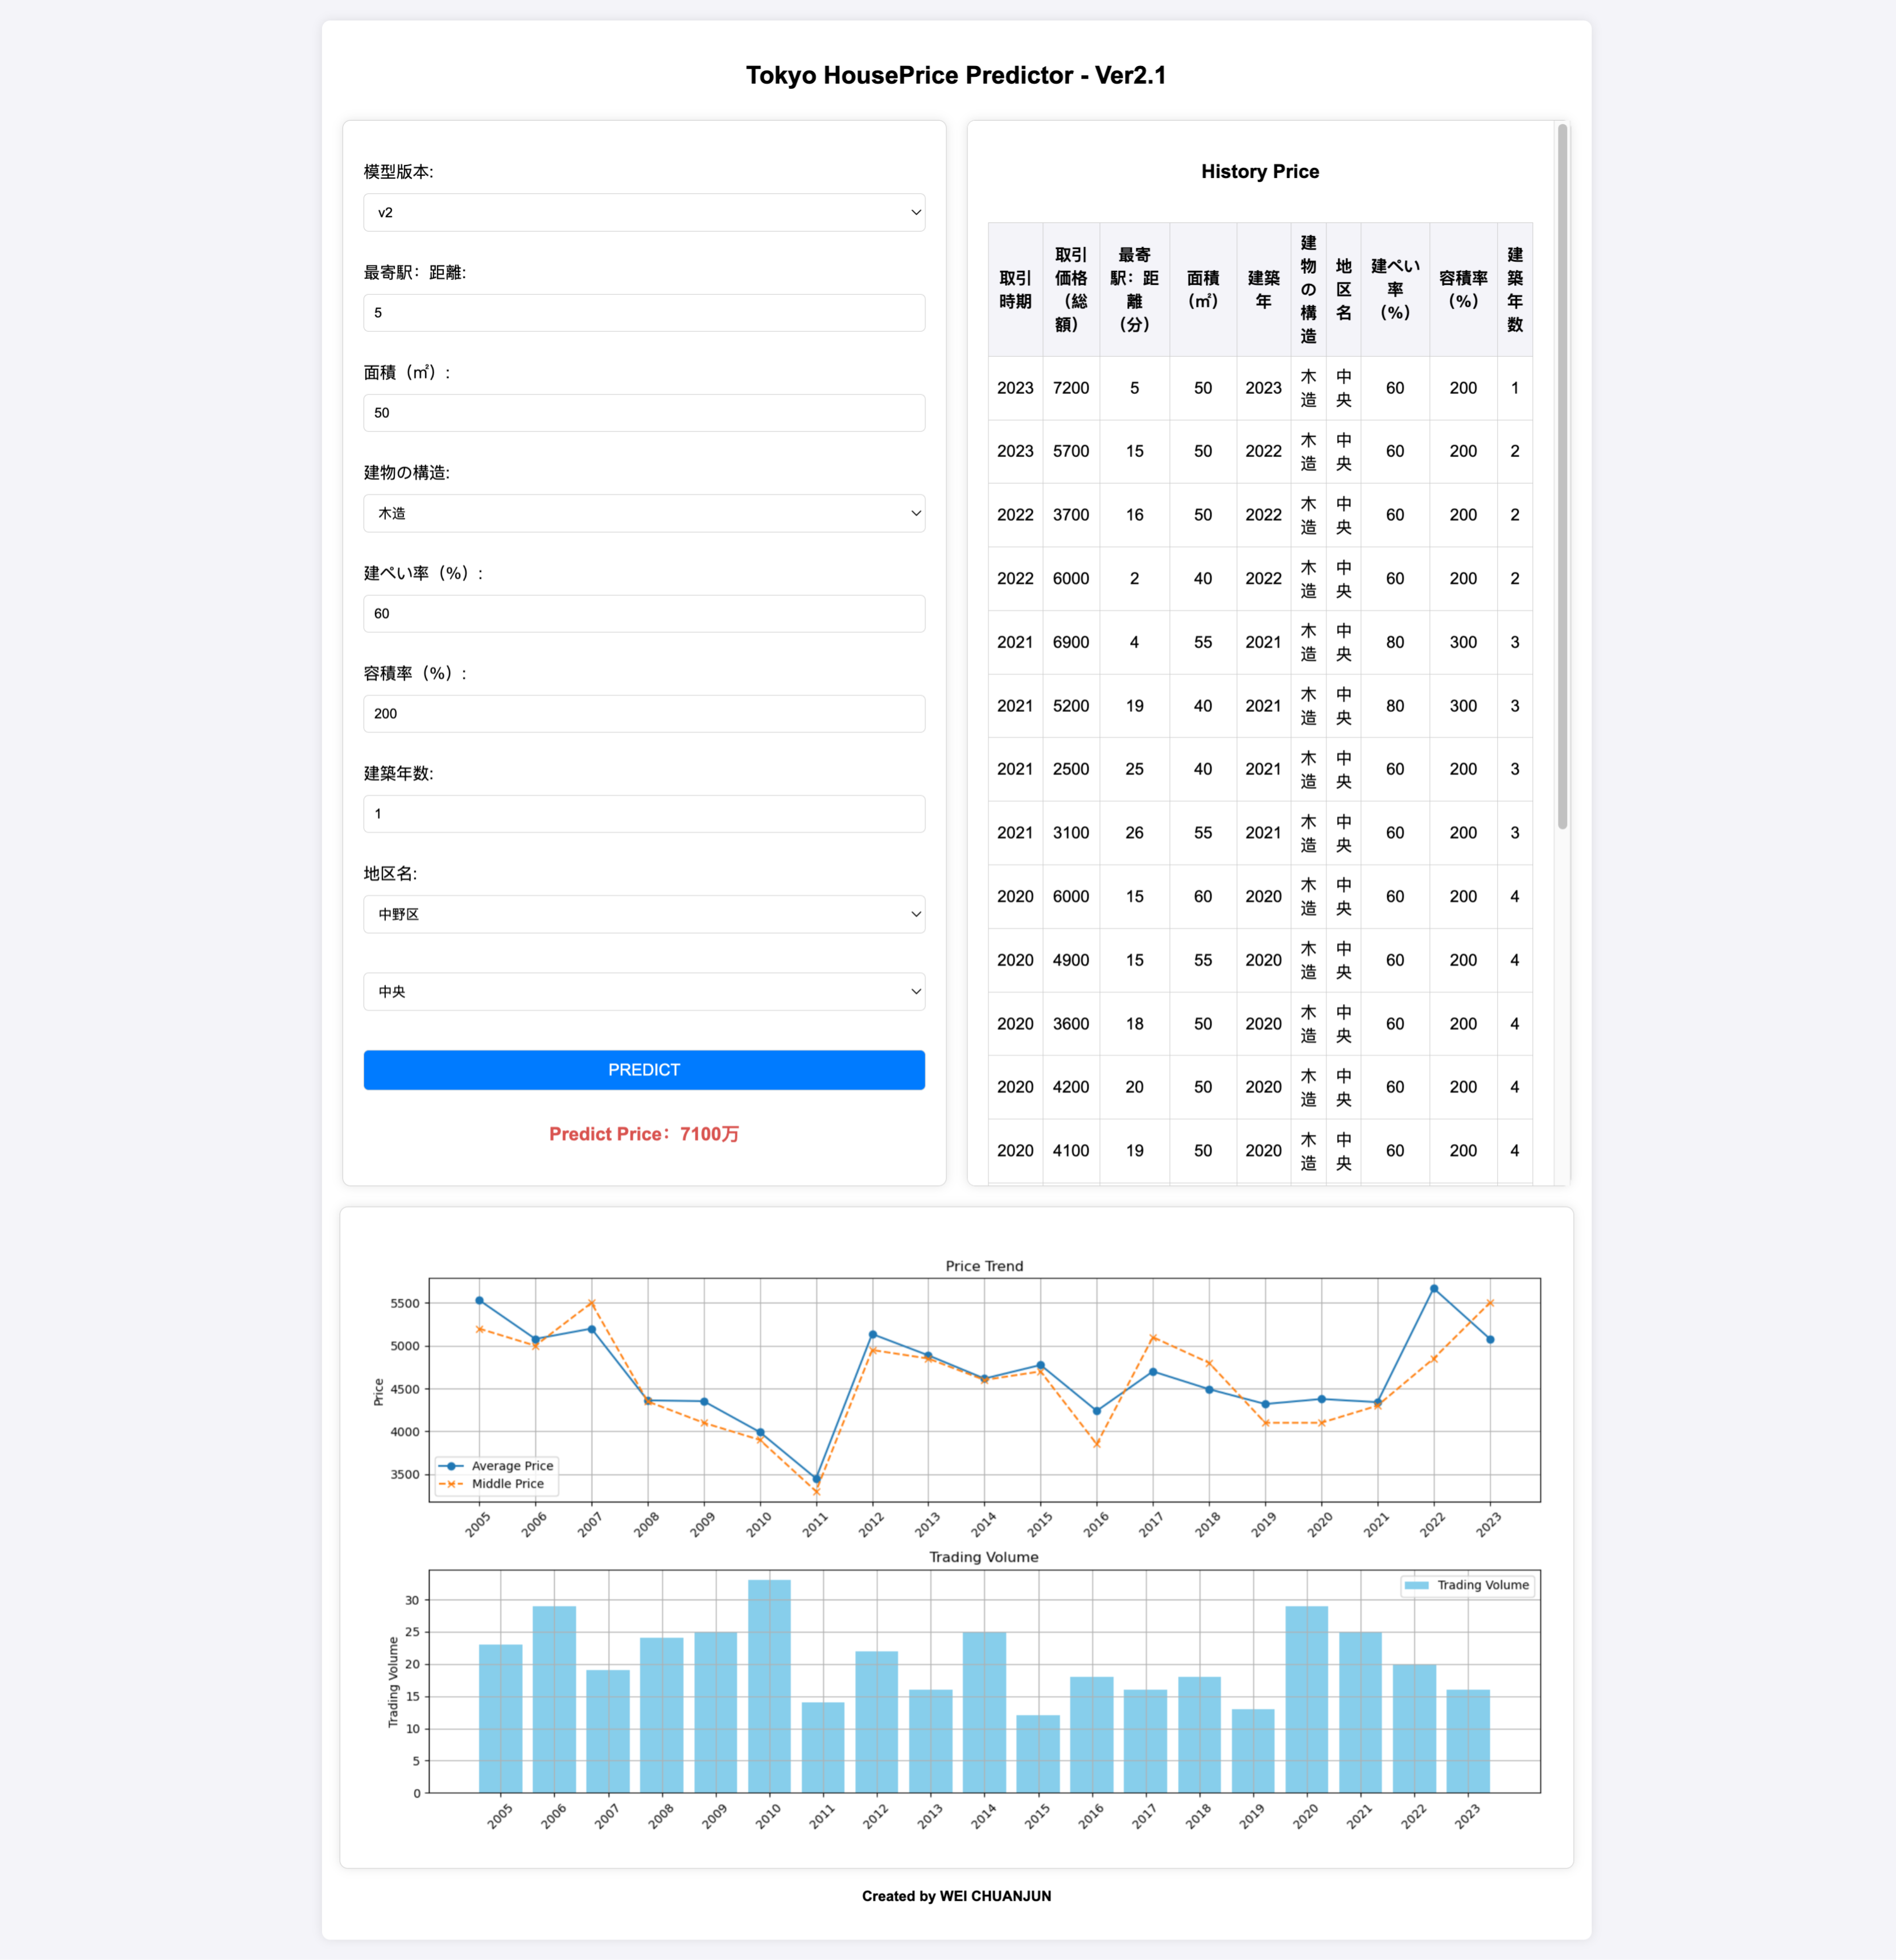 Tokyo HousePrice Predictor - Ver2.1
模型版本:
v2
最寄駅：距離:
5
面積（㎡）:
50
建物の構造:
木造
建ぺい率（%）:
60
容積率（%）:
200
建築年数:
1
地区名:
中野区
中央
PREDICT
Predict Price：7100万
History Price
取引時期 取引価格（総額） 最寄駅：距離（分） 面積（㎡） 建築年 建物の構造 地区名 建ぺい率（%） 容積率（%） 建築年数
2023 7200 5 50 2023 木造 中央 60 200 1
2023 5700 15 50 2022 木造 中央 60 200 2
2022 3700 16 50 2022 木造 中央 60 200 2
2022 6000 2 40 2022 木造 中央 60 200 2
2021 6900 4 55 2021 木造 中央 80 300 3
2021 5200 19 40 2021 木造 中央 80 300 3
2021 2500 25 40 2021 木造 中央 60 200 3
2021 3100 26 55 2021 木造 中央 60 200 3
2020 6000 15 60 2020 木造 中央 60 200 4
2020 4900 15 55 2020 木造 中央 60 200 4
2020 3600 18 50 2020 木造 中央 60 200 4
2020 4200 20 50 2020 木造 中央 60 200 4
2020 4100 19 50 2020 木造 中央 60 200 4
Price Trend
Price
5500
5000
4500
4000
3500
Average Price
Middle Price
2005 2006 2007 2008 2009 2010 2011 2012 2013 2014 2015 2016 2017 2018 2019 2020 2021 2022 2023
Trading Volume
Trading Volume
Trading Volume
30
25
20
15
10
5
0
2005 2006 2007 2008 2009 2010 2011 2012 2013 2014 2015 2016 2017 2018 2019 2020 2021 2022 2023
Created by WEI CHUANJUN